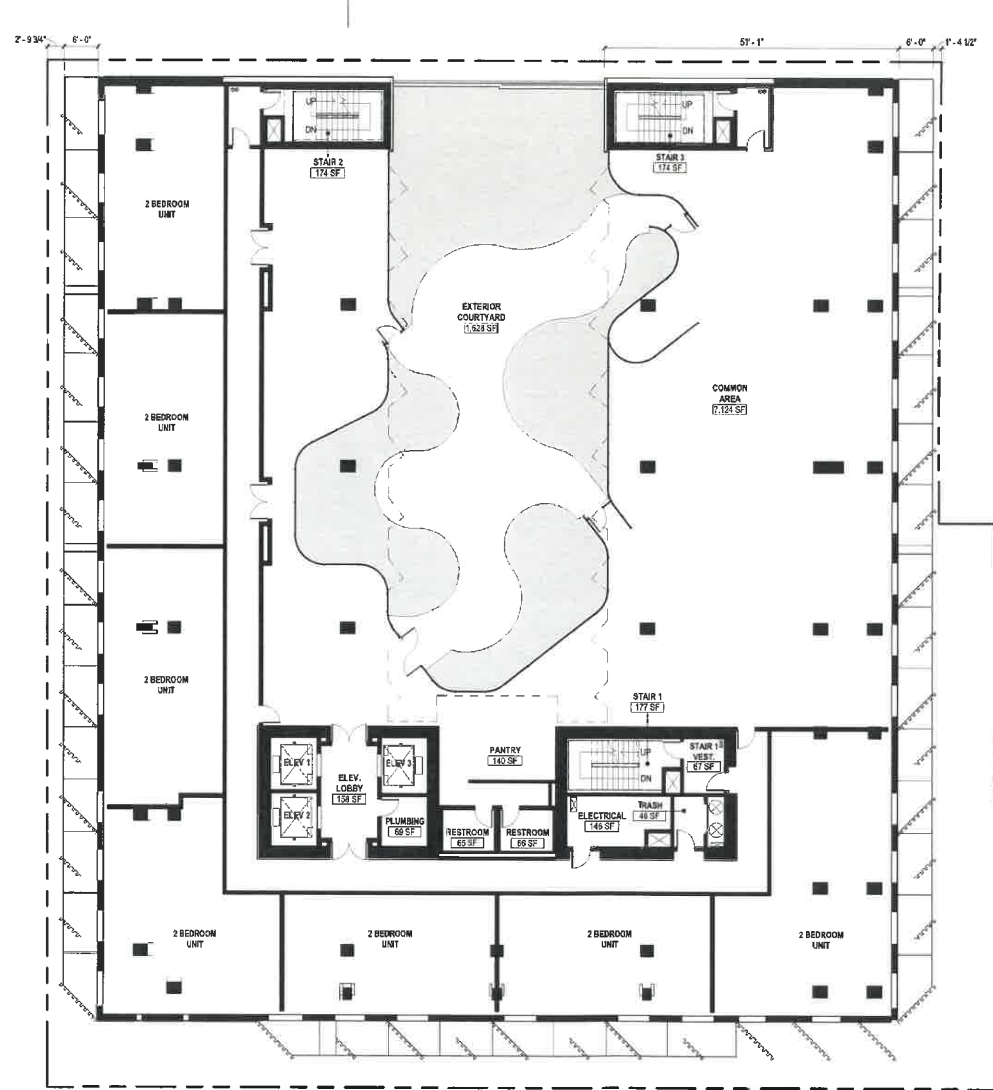 2' - 9 3/4"
6' - 0"
51' - 1"
6' - 0"
1' - 4 1/2"
UP
DN
STAIR 2
174 SF
UP
DN
STAIR 3
174 SF
2 BEDROOM
UNIT
EXTERIOR
COURTYARD
1,628 SF
COMMON
AREA
7,124 SF
2 BEDROOM
UNIT
2 BEDROOM
UNIT
STAIR 1
177 SF
ELEV 1
ELEV 2
ELEV.
LOBBY
158 SF
ELEV 3
PLUMBING
69 SF
PANTRY
140 SF
RESTROOM
65 SF
RESTROOM
66 SF
UP
DN
STAIR 1
VEST.
67 SF
ELECTRICAL
146 SF
TRASH
48 SF
2 BEDROOM
UNIT
2 BEDROOM
UNIT
2 BEDROOM
UNIT
2 BEDROOM
UNIT